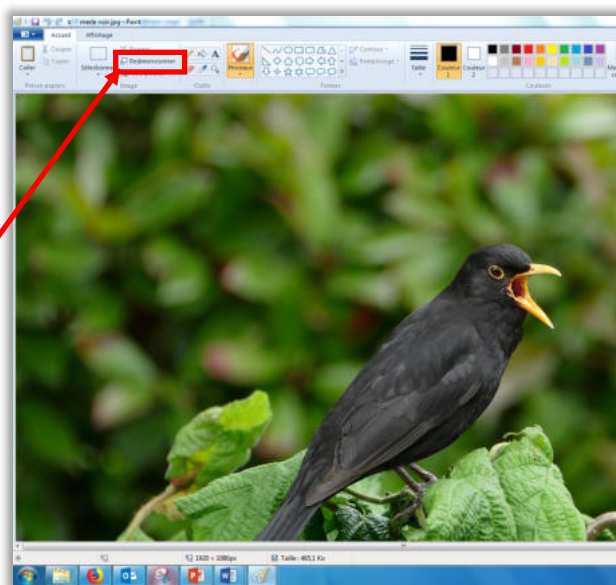 merle noir.jpg - Paint
Accueil Affichage
Couper
Coller
Copier
Sélectionner
Redimensionner
A
Pinceaux
Contour
Remplissage
Taille
Couleur 1
Couleur 2
Presse-papiers Image Outils Formes Couleurs
1920 × 1080px Taille : 465,1 Ko